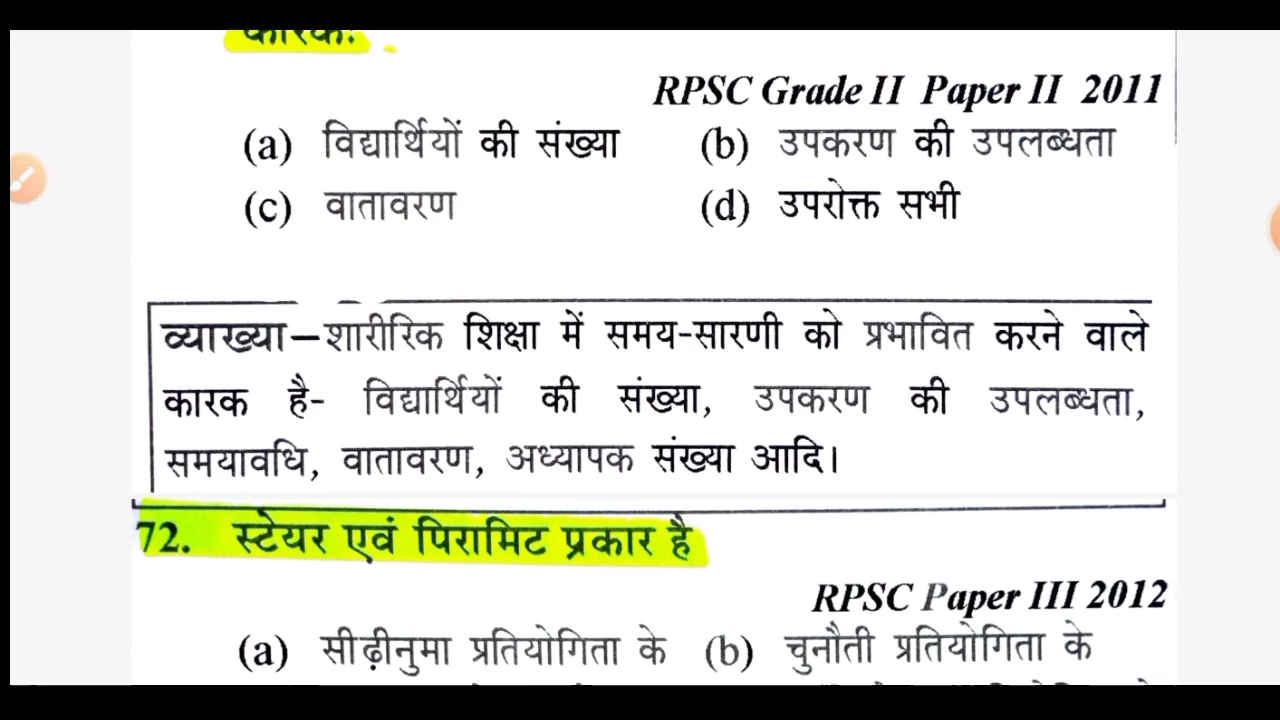 कारकः
RPSC Grade II Paper II 2011
(a) विद्यार्थियों की संख्या (b) उपकरण की उपलब्धता
(c) वातावरण (d) उपरोक्त सभी
व्याख्या–शारीरिक शिक्षा में समय-सारणी को प्रभावित करने वाले
कारक है- विद्यार्थियों की संख्या, उपकरण की उपलब्धता,
समयावधि, वातावरण, अध्यापक संख्या आदि।
72. स्टेयर एवं पिरामिट प्रकार है
RPSC Paper III 2012
(a) सीढ़ीनुमा प्रतियोगिता के (b) चुनौती प्रतियोगिता के